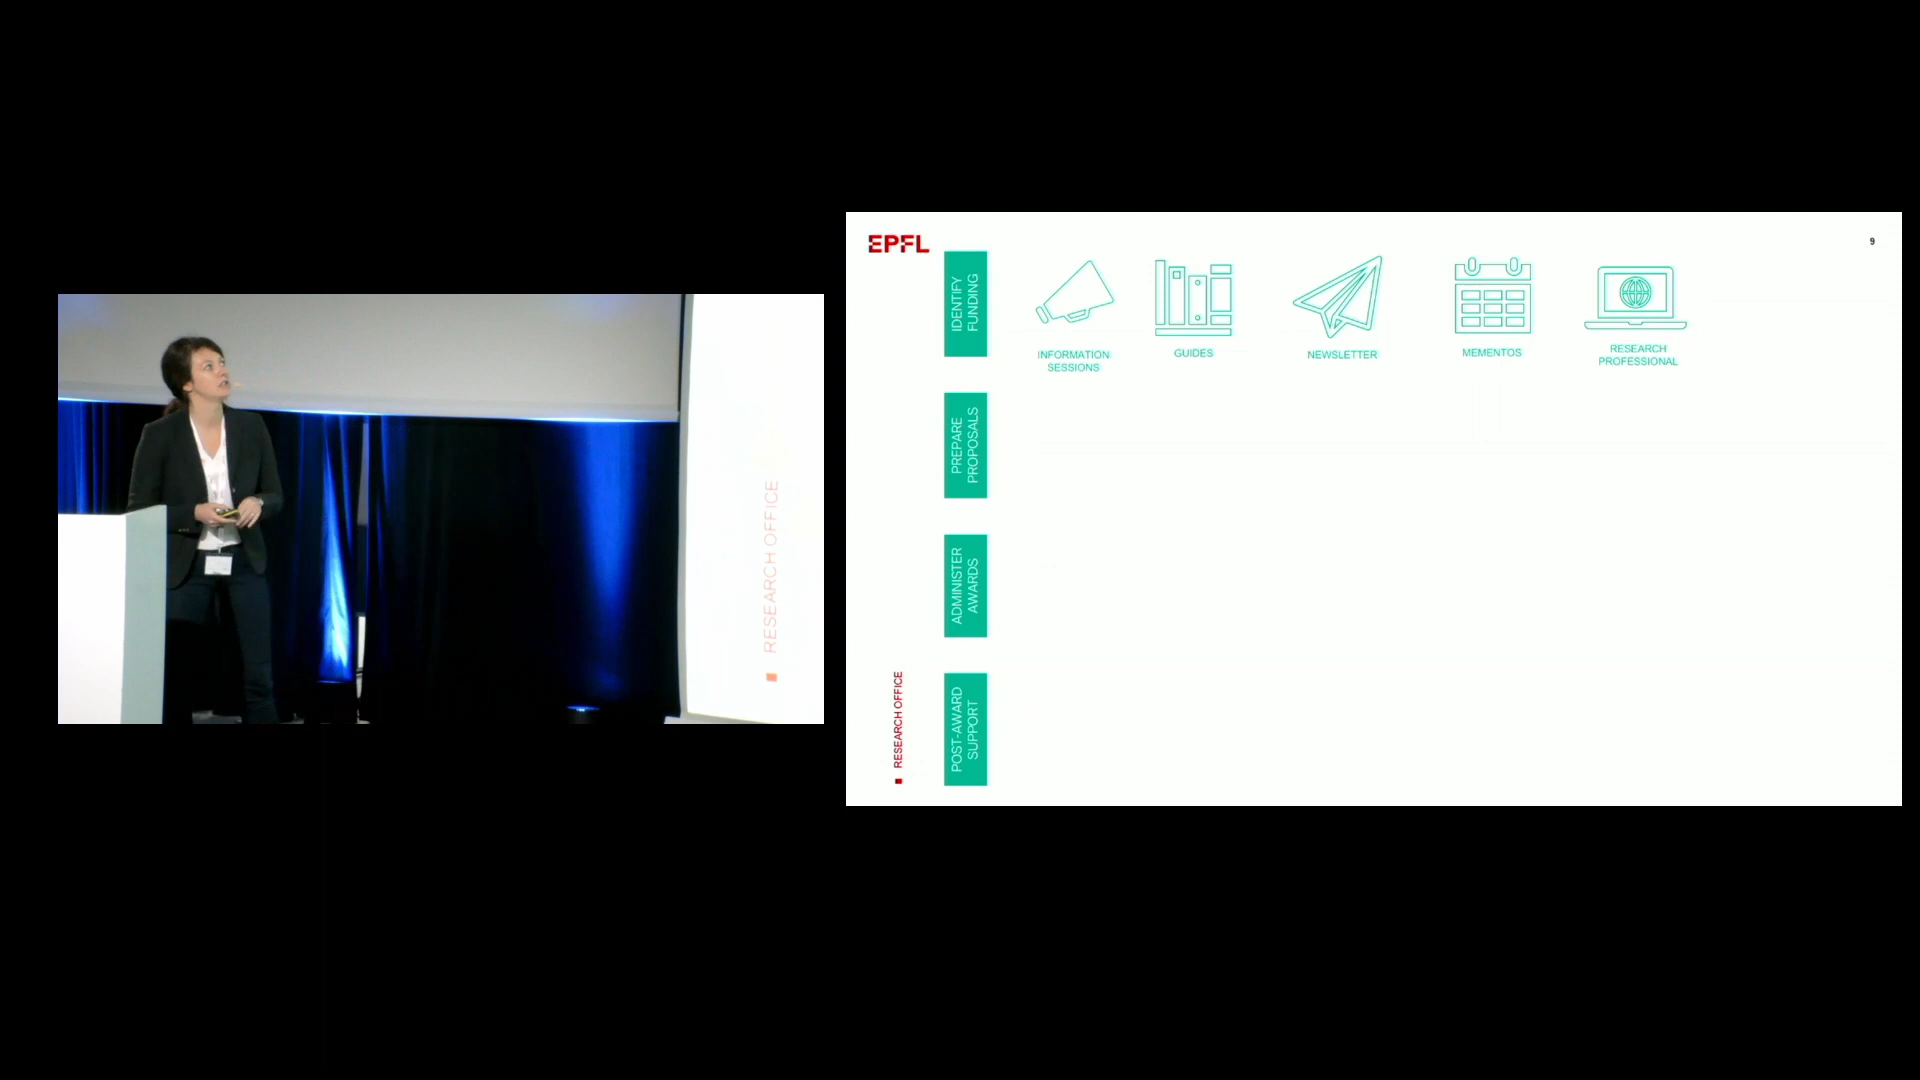 RESEARCH OFFICE
EPFL
9
IDENTIFY
FUNDING
INFORMATION
SESSIONS
GUIDES
NEWSLETTER
MEMENTOS
RESEARCH
PROFESSIONAL
PREPARE
PROPOSALS
ADMINISTER
AWARDS
POST-AWARD
SUPPORT
RESEARCH OFFICE